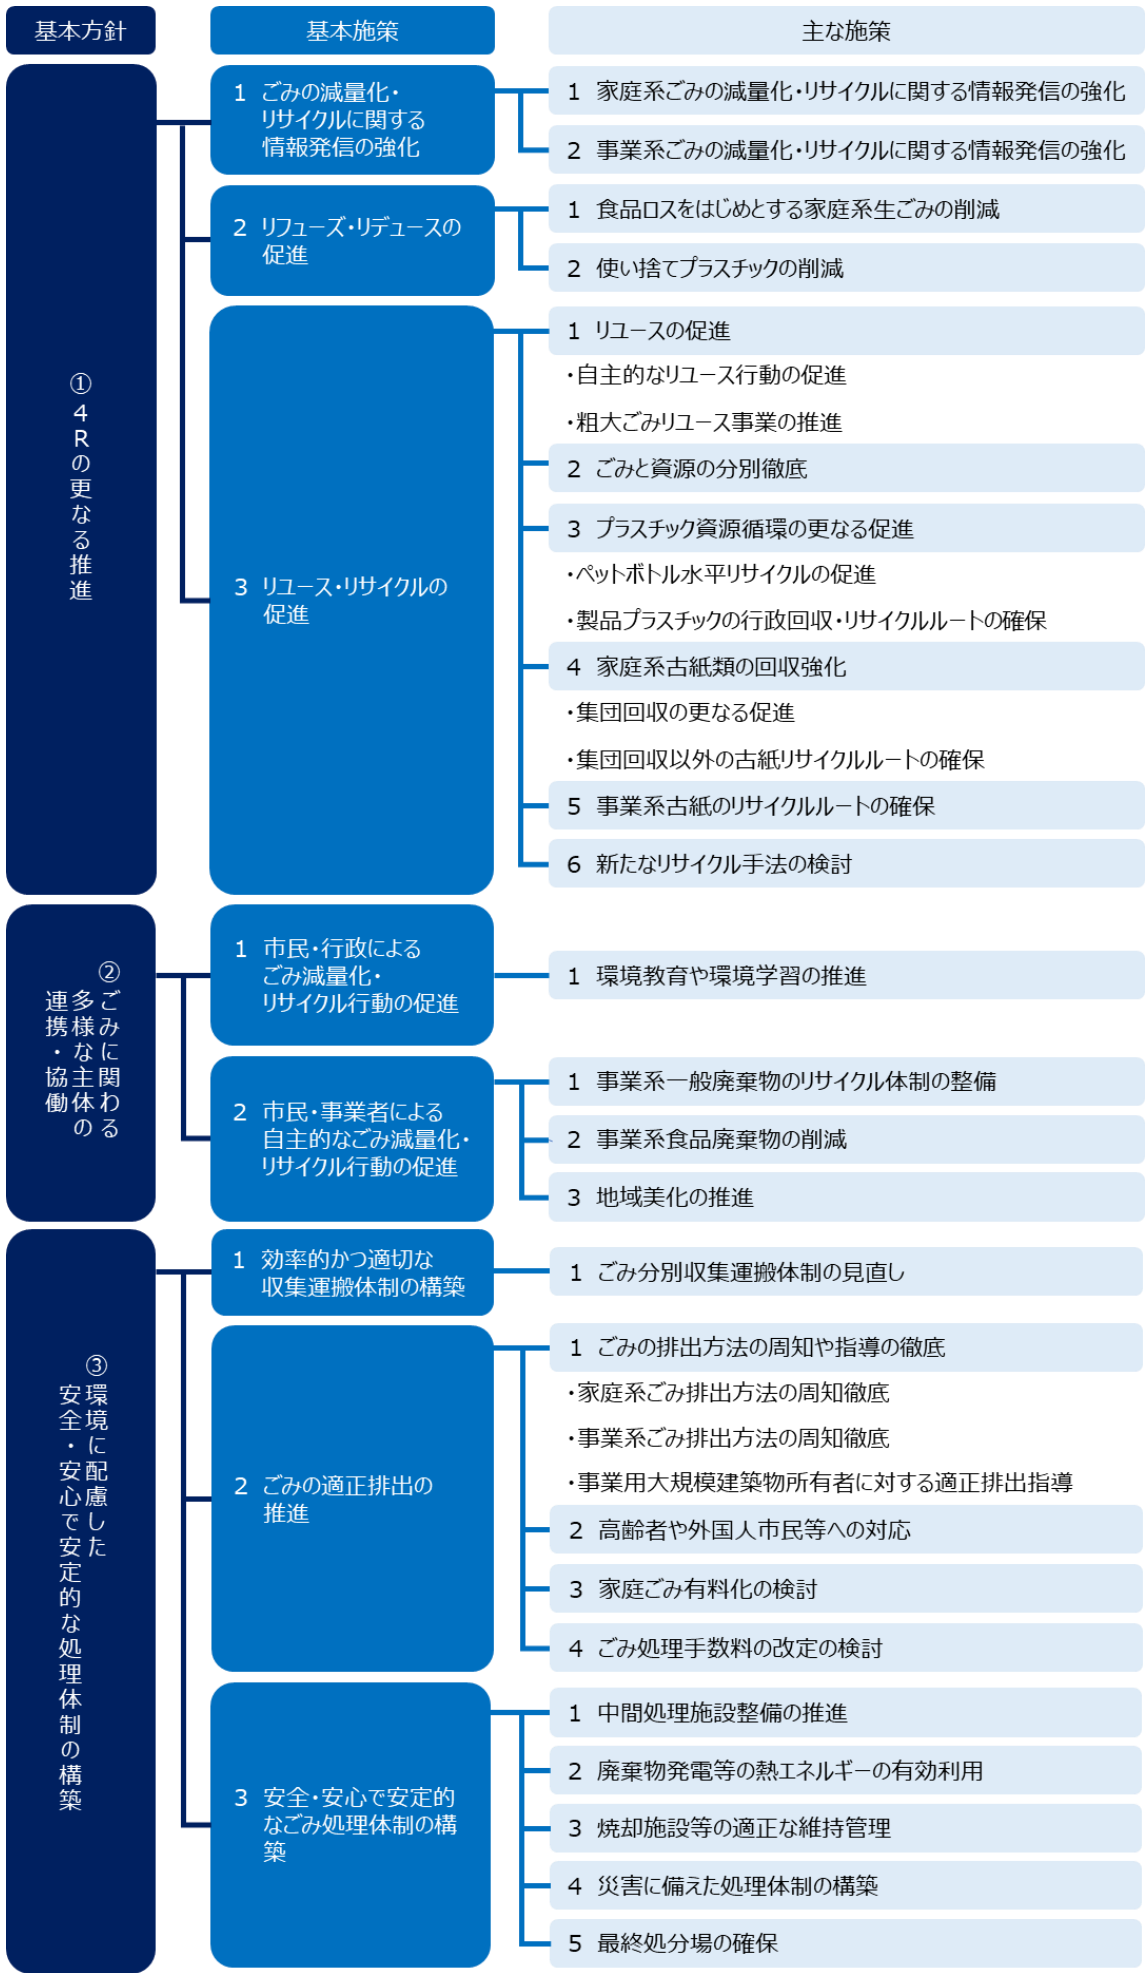 基本方針
基本施策
主な施策
①4Rの更なる推進
1 ごみの減量化・
リサイクルに関する
情報発信の強化
1 家庭系ごみの減量化・リサイクルに関する情報発信の強化
2 事業系ごみの減量化・リサイクルに関する情報発信の強化
2 リフューズ・リデュースの
促進
1 食品ロスをはじめとする家庭系生ごみの削減
2 使い捨てプラスチックの削減
3 リユース・リサイクルの
促進
1 リユースの促進
・自主的なリユース行動の促進
・粗大ごみリユース事業の推進
2 ごみと資源の分別徹底
3 プラスチック資源循環の更なる促進
・ペットボトル水平リサイクルの促進
・製品プラスチックの行政回収・リサイクルルートの確保
4 家庭系古紙類の回収強化
・集団回収の更なる促進
・集団回収以外の古紙リサイクルルートの確保
5 事業系古紙のリサイクルルートの確保
6 新たなリサイクル手法の検討
②ごみに関わる
多様な主体の
連携・協働
1 市民・行政による
ごみ減量化・
リサイクル行動の促進
1 環境教育や環境学習の推進
2 市民・事業者による
自主的なごみ減量化・
リサイクル行動の促進
1 事業系一般廃棄物のリサイクル体制の整備
2 事業系食品廃棄物の削減
3 地域美化の推進
③環境に配慮した
安全・安心で安定的な処理体制の構築
1 効率的かつ適切な
収集運搬体制の構築
1 ごみ分別収集運搬体制の見直し
2 ごみの適正排出の
推進
1 ごみの排出方法の周知や指導の徹底
・家庭系ごみ排出方法の周知徹底
・事業系ごみ排出方法の周知徹底
・事業用大規模建築物所有者に対する適正排出指導
2 高齢者や外国人市民等への対応
3 家庭ごみ有料化の検討
4 ごみ処理手数料の改定の検討
3 安全・安心で安定的
なごみ処理体制の構
築
1 中間処理施設整備の推進
2 廃棄物発電等の熱エネルギーの有効利用
3 焼却施設等の適正な維持管理
4 災害に備えた処理体制の構築
5 最終処分場の確保